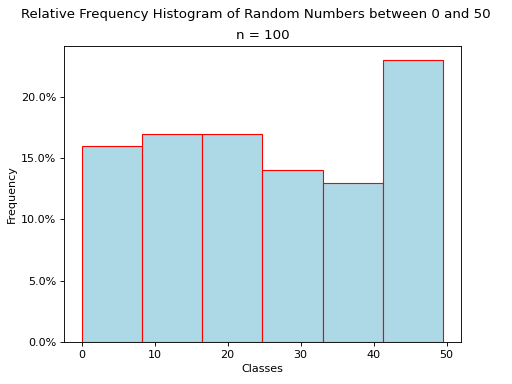 Relative Frequency Histogram of Random Numbers between 0 and 50
n = 100
20.0%
15.0%
10.0%
5.0%
0.0%
Frequency
0 10 20 30 40 50
Classes